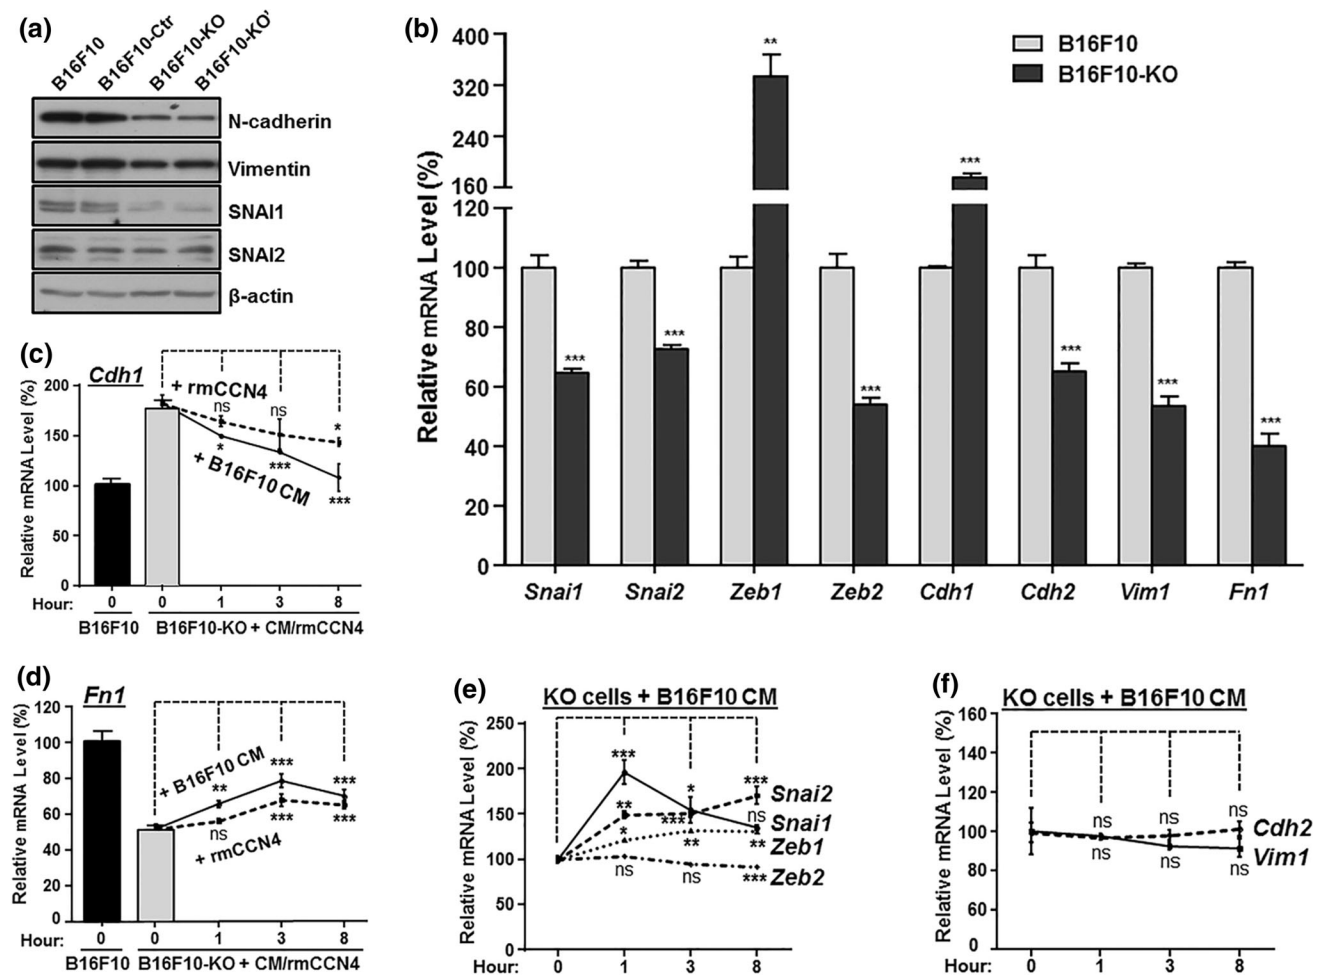 (a)
B16F10
B16F10-Ctr
B16F10-KO
B16F10-KO'
N-cadherin
Vimentin
SNAI1
SNAI2
β-actin
(b)
B16F10
B16F10-KO
Relative mRNA Level (%)
400
320
240
160
120
100
80
60
40
20
0
**
***
***
***
***
***
***
***
Snai1
Snai2
Zeb1
Zeb2
Cdh1
Cdh2
Vim1
Fn1
(c)
Cdh1
Relative mRNA Level (%)
200
150
100
50
0
+ rmCCN4
ns
ns
*
*
***
***
+ B16F10 CM
Hour:
0
0
1
3
8
B16F10
B16F10-KO + CM/rmCCN4
(d)
Fn1
Relative mRNA Level (%)
120
100
80
60
40
20
0
+ B16F10 CM
**
***
***
ns
***
***
+ rmCCN4
Hour:
0
0
1
3
8
B16F10
B16F10-KO + CM/rmCCN4
(e)
KO cells + B16F10 CM
Relative mRNA Level (%)
250
200
150
100
50
0
***
*
***
**
***
ns
*
**
**
ns
ns
***
Snai2
Snai1
Zeb1
Zeb2
Hour:
0
1
3
8
(f)
KO cells + B16F10 CM
Relative mRNA Level (%)
160
140
120
100
80
60
0
ns
ns
ns
ns
ns
ns
Cdh2
Vim1
Hour:
0
1
3
8